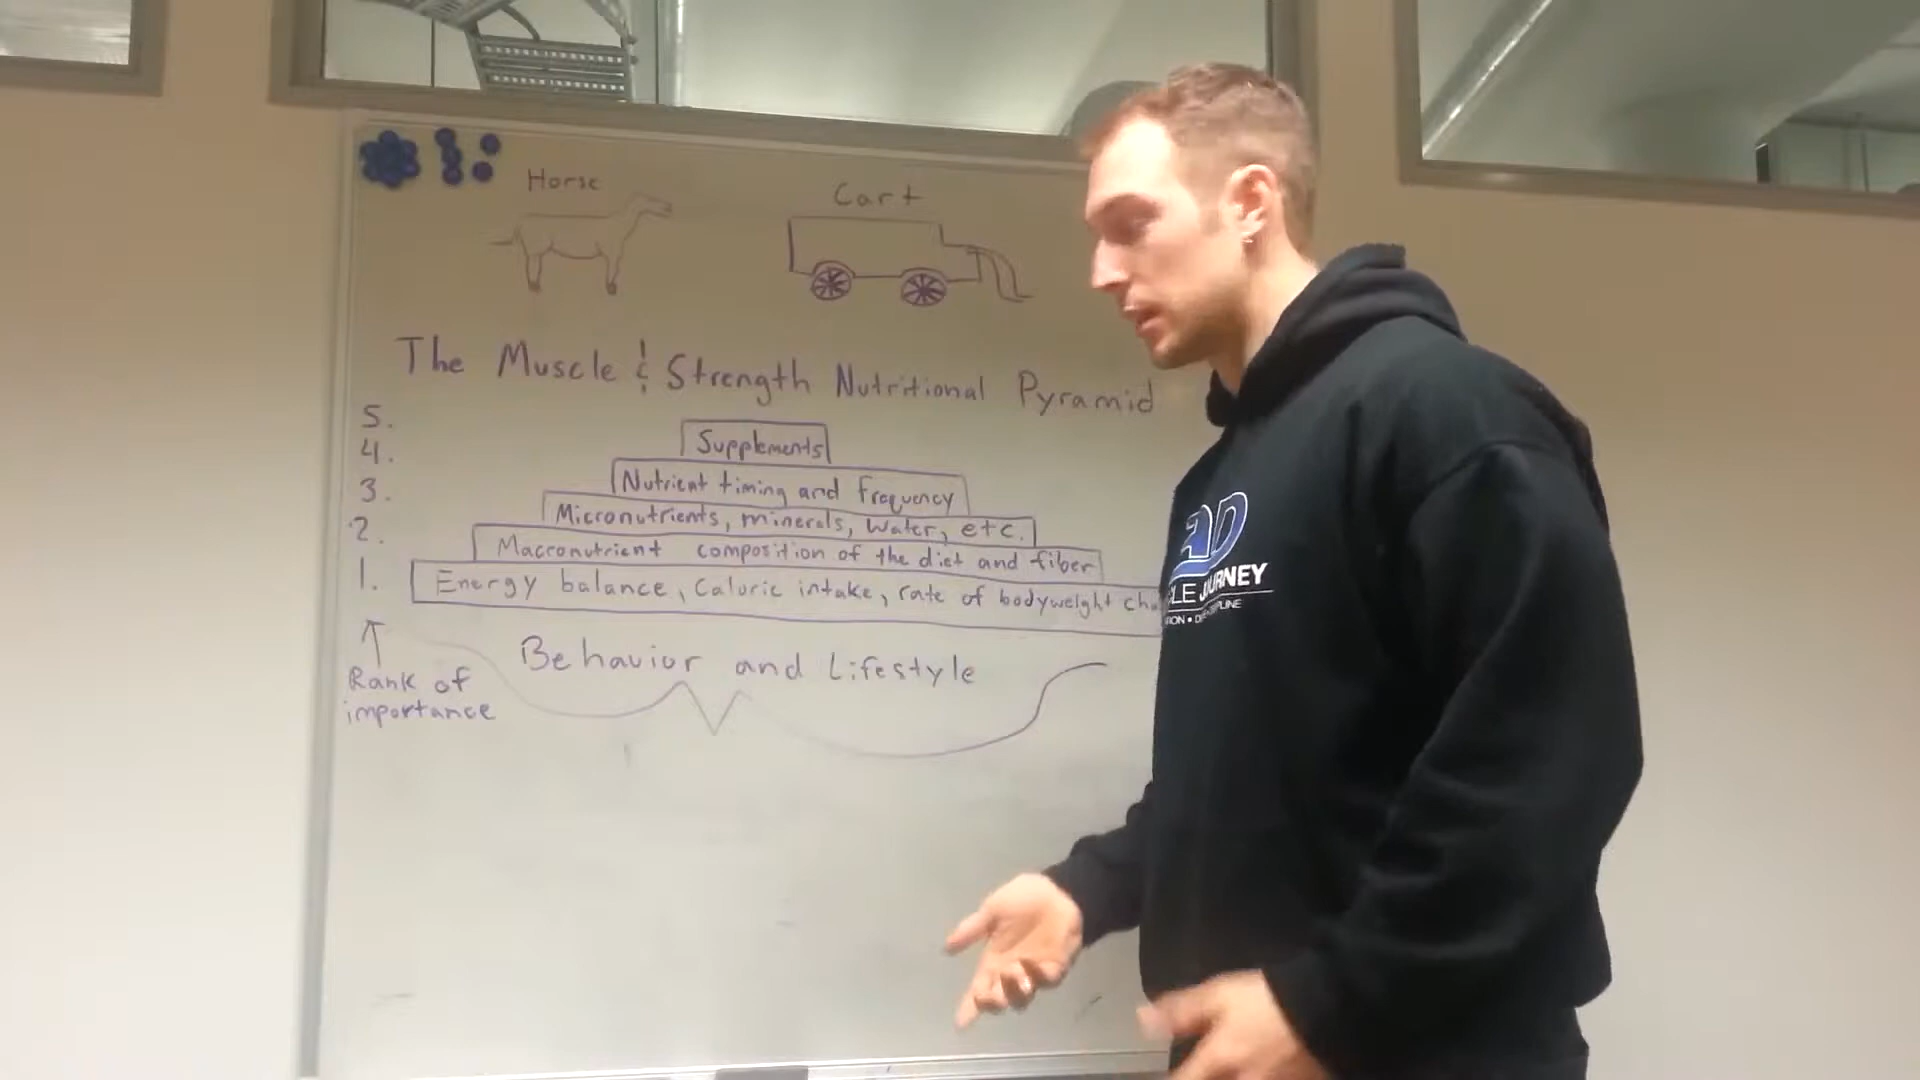 Horse
Cart
The Muscle & Strength Nutritional Pyramid
5.
Supplements
4.
Nutrient timing and frequency
3.
Micronutrients, minerals, Water, etc.
2.
Macronutrient composition of the diet and fiber
1.
Energy balance, Caloric intake, rate of bodyweight
Behavior and Lifestyle
Rank of
importance